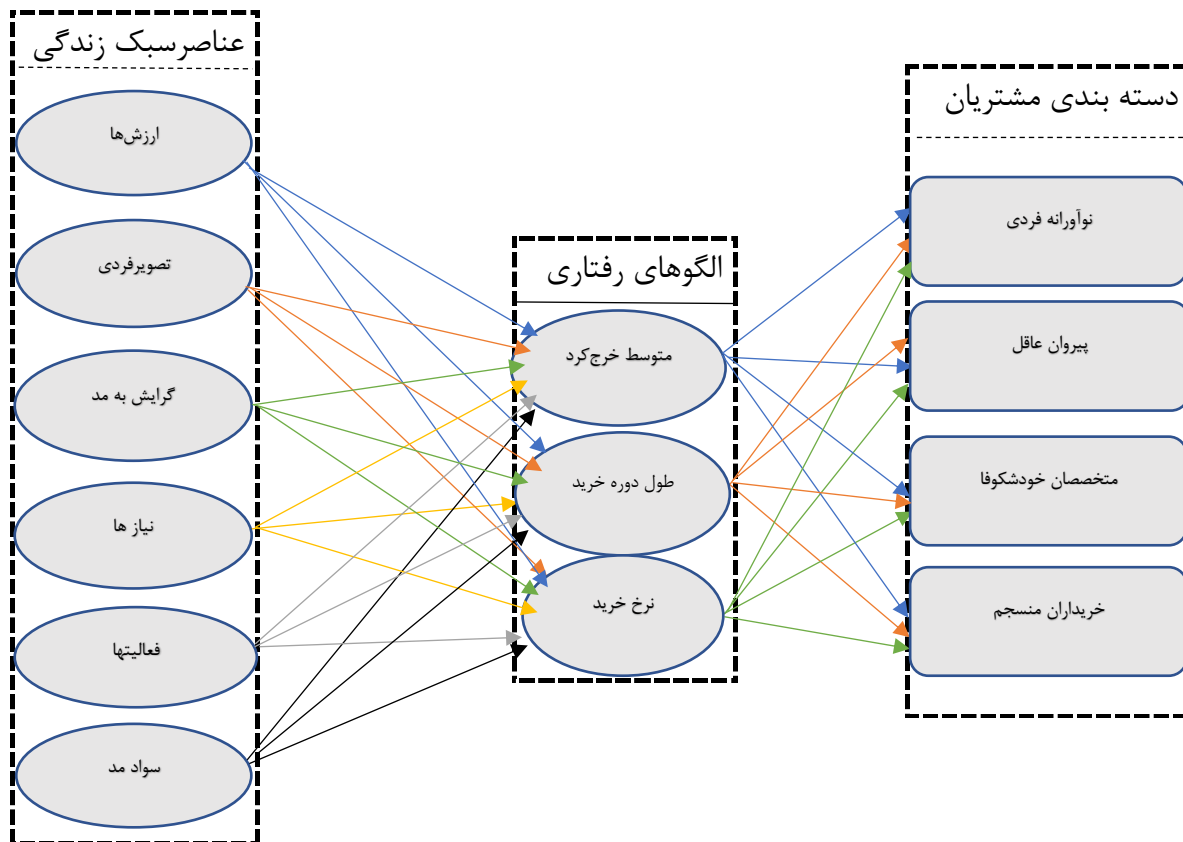 عناصرسبک زندگی
ارزش‌ها
تصویرفردی
گرایش به مد
نیاز ها
فعالیتها
سواد مد
الگوهای رفتاری
متوسط خرج‌کرد
طول دوره خرید
نرخ خرید
دسته بندی مشتریان
نوآورانه فردی
پیروان عاقل
متخصصان خودشکوفا
خریداران منسجم